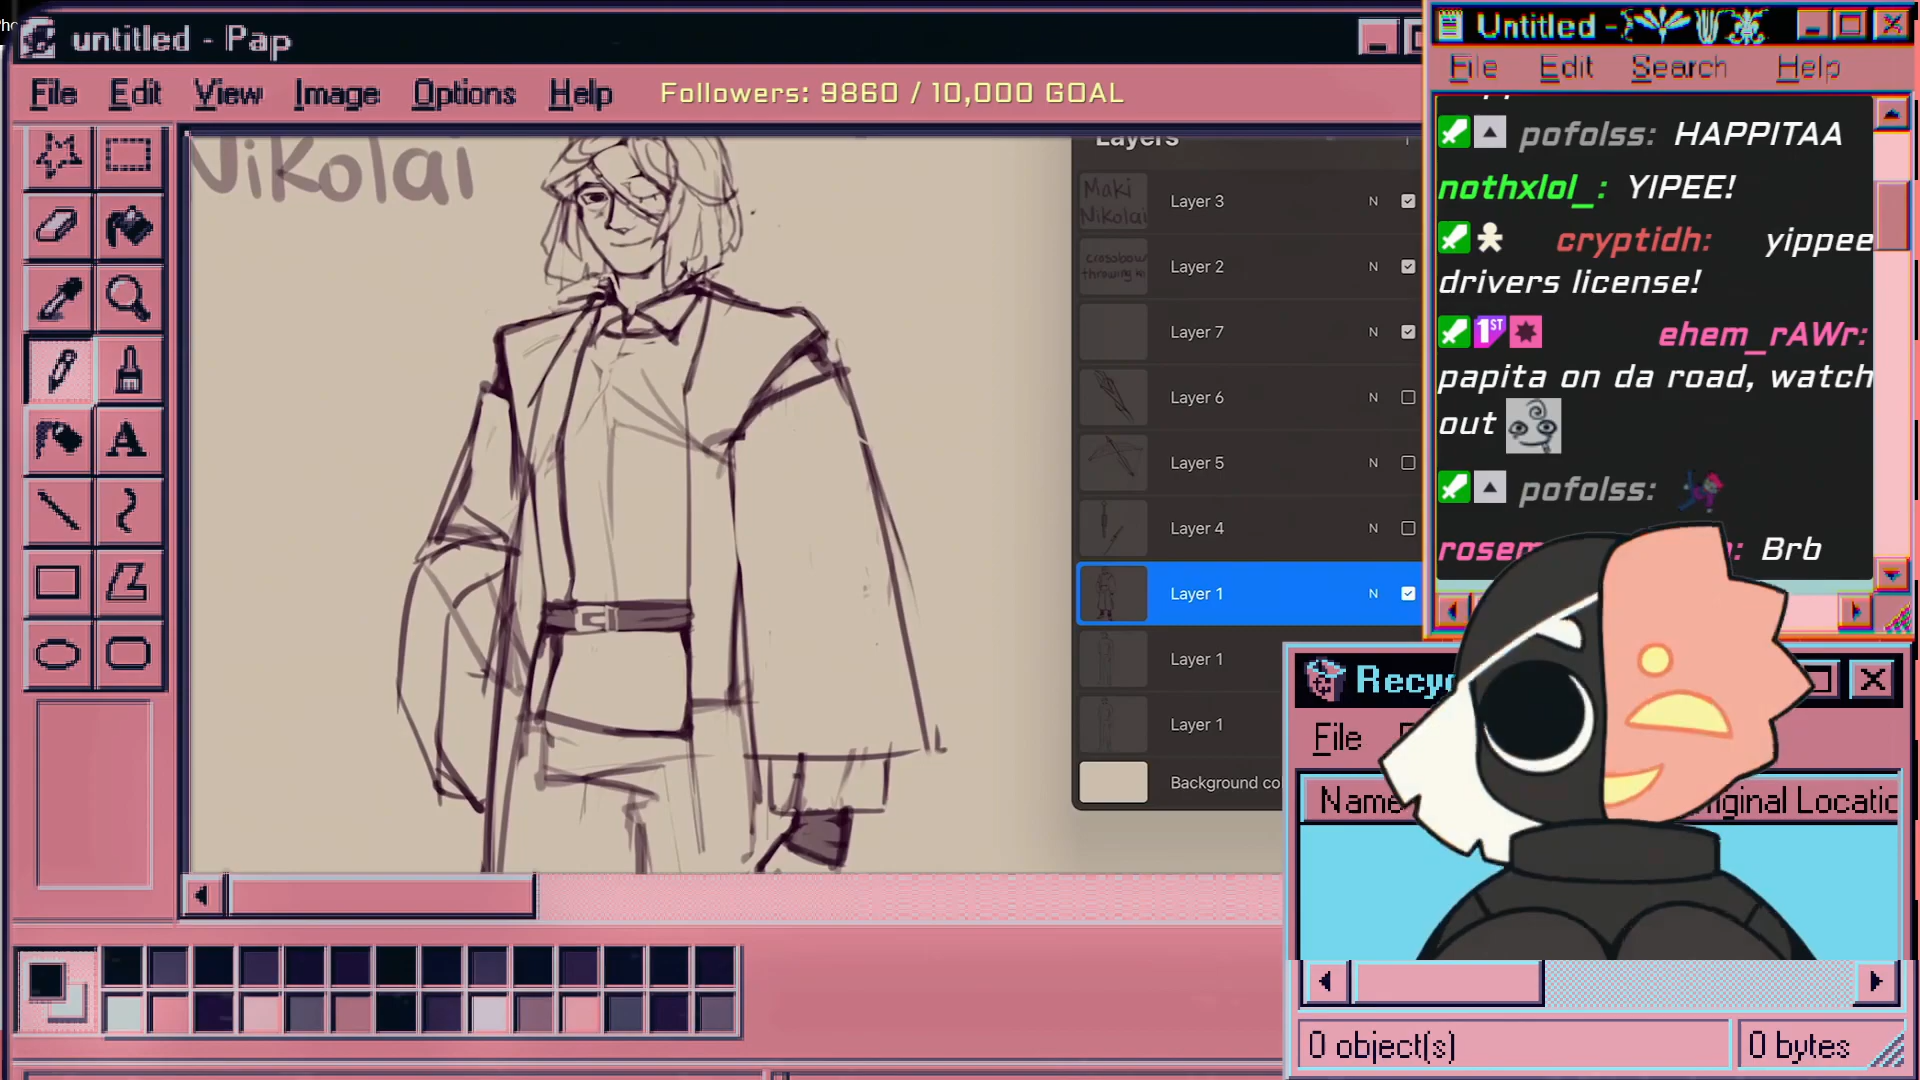 untitled - Pap
File Edit View Image Options Help
Followers: 9860 / 10,000 GOAL
Nikolai
Layers
Maki
Nikolai
Layer 3 N
crossbow
throwing
Layer 2 N
Layer 7 N
Layer 6 N
Layer 5 N
Layer 4 N
Layer 1 N
Layer 1
Layer 1
Background co
A
Untitled -
File Edit Search Help
pofolss: HAPPITAA
nothxlol_: YIPEE!
cryptidh: yippee
drivers license!
1ST ehem_rAWr:
papita on da road, watch
out
pofolss:
Brb
Recy
File
Name
iginal Locatio
0 object(s)
0 bytes